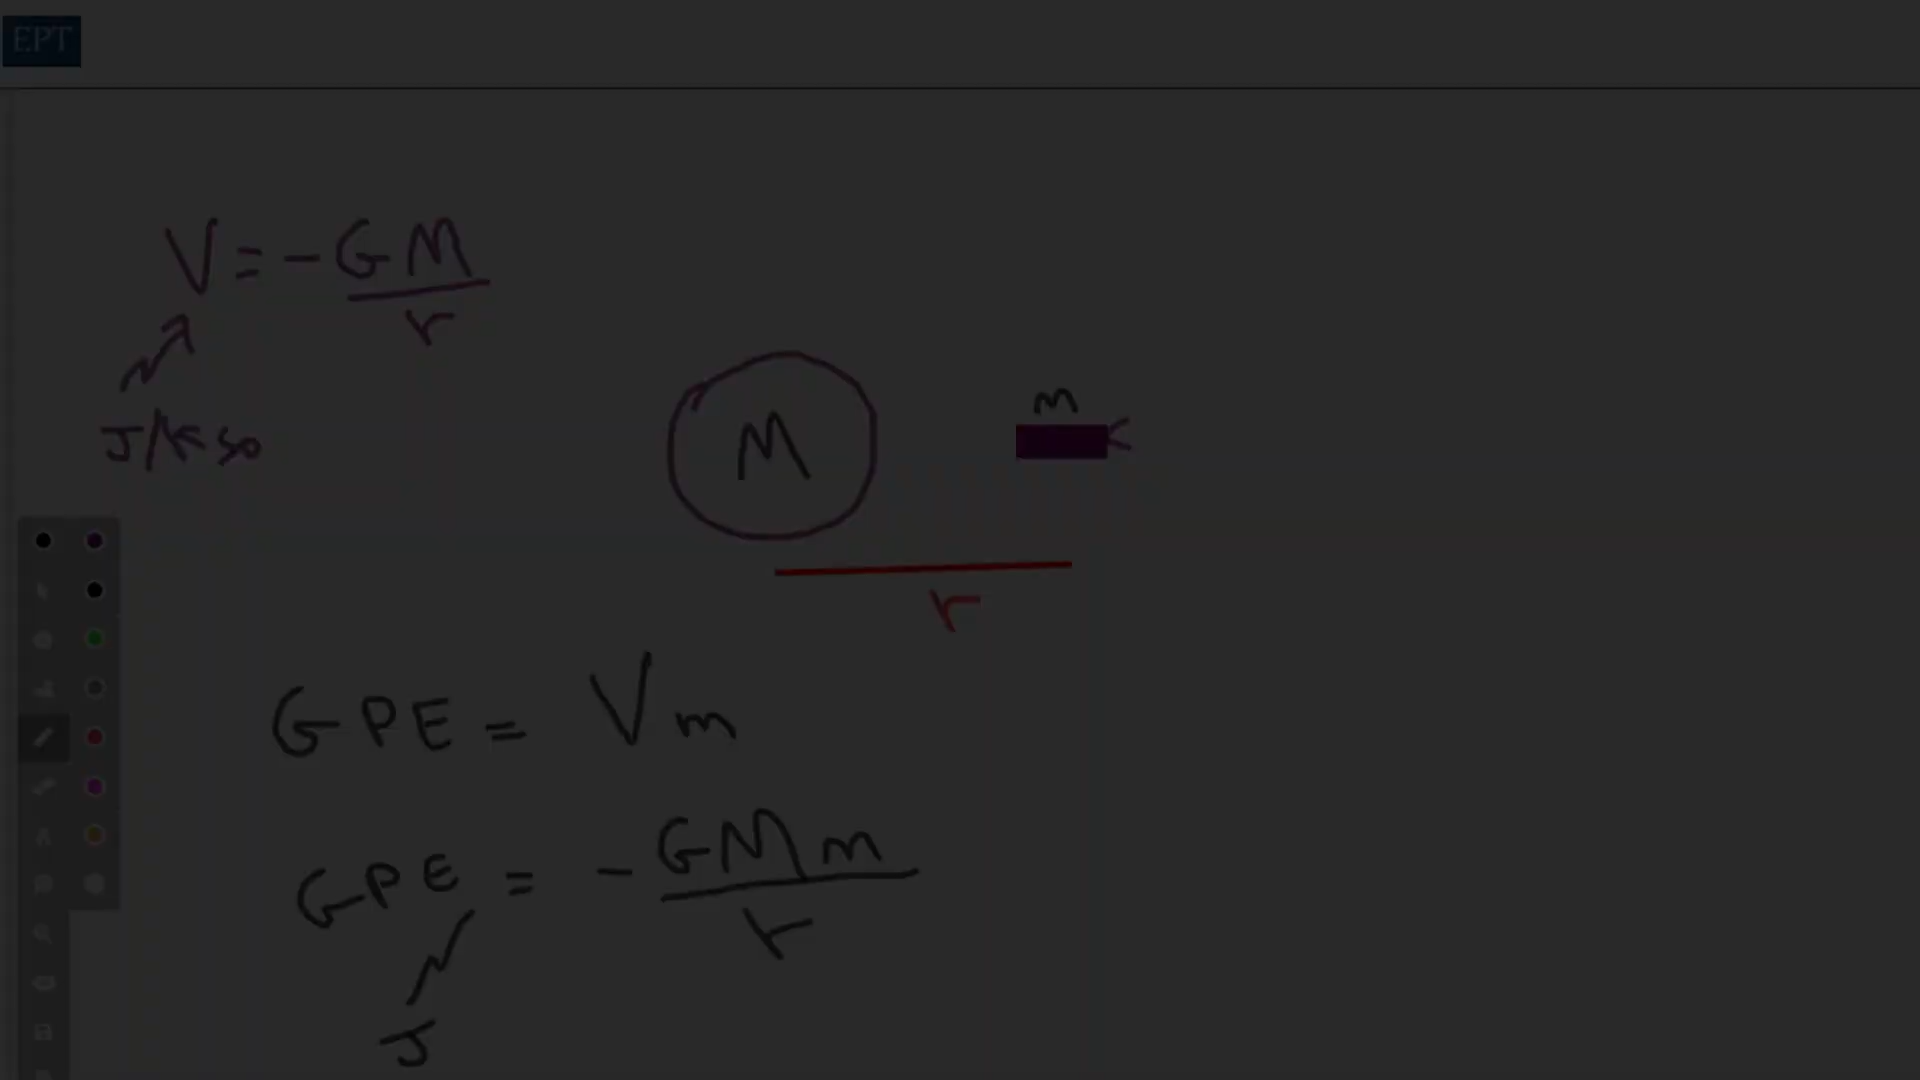 EPT
V = - GM / r
J/kg
M
m
r
GPE = Vm
GPE = - GMm / r
J